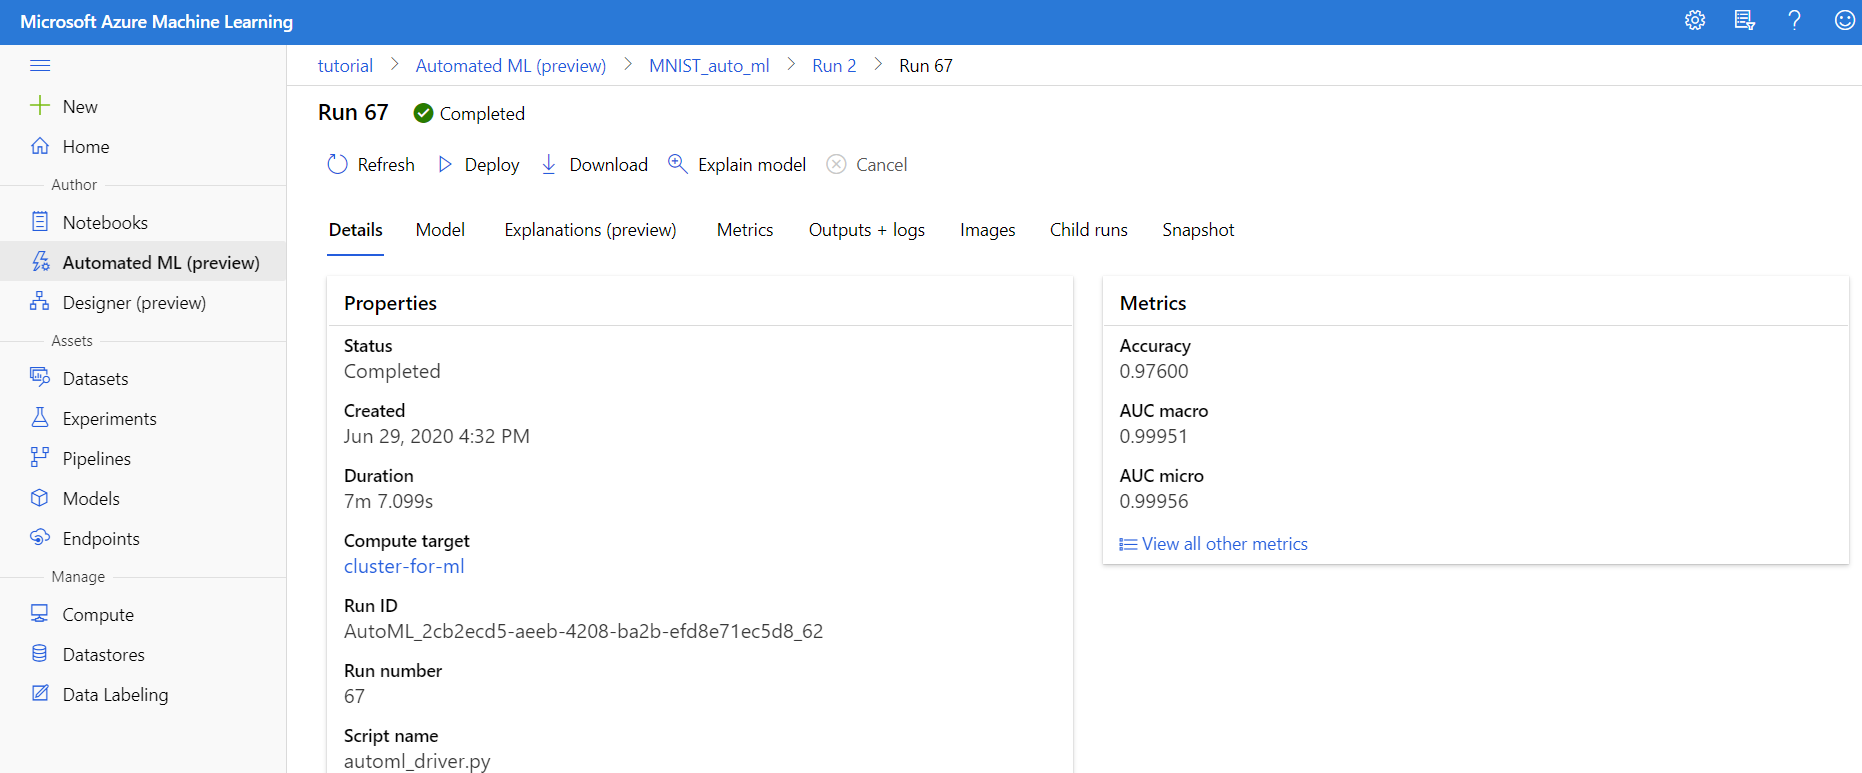 Microsoft Azure Machine Learning
New
Home
Author
Notebooks
Automated ML (preview)
Designer (preview)
Assets
Datasets
Experiments
Pipelines
Models
Endpoints
Manage
Compute
Datastores
Data Labeling
tutorial > Automated ML (preview) > MNIST_auto_ml > Run 2 > Run 67
Run 67 Completed
Refresh Deploy Download Explain model Cancel
Details Model Explanations (preview) Metrics Outputs + logs Images Child runs Snapshot
Properties
Status
Completed
Created
Jun 29, 2020 4:32 PM
Duration
7m 7.099s
Compute target
cluster-for-ml
Run ID
AutoML_2cb2ecd5-aeeb-4208-ba2b-efd8e71ec5d8_62
Run number
67
Script name
automl_driver.py
Metrics
Accuracy
0.97600
AUC macro
0.99951
AUC micro
0.99956
View all other metrics